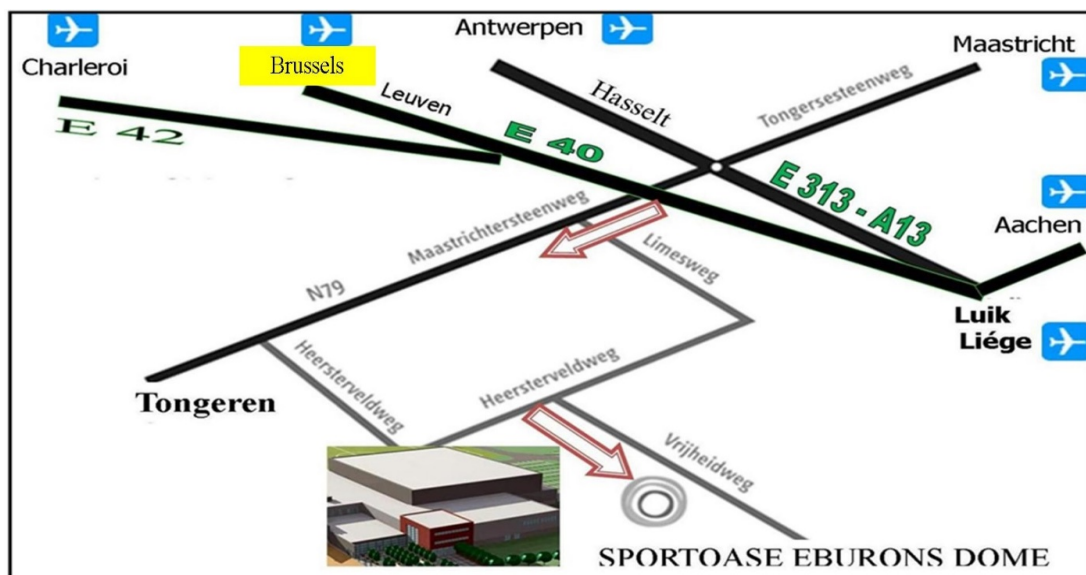 Antwerpen
Maastricht
Charleroi
Brussels
Leuven
Hasselt
Tongersesteenweg
E 42
E 40
E 313 - A13
Aachen
Maastrichtersteenweg
Limesweg
N79
Luik
Liége
Heersterveldweg
Heersterveldweg
Tongeren
Vrijheidweg
SPORTOASE EBURONS DOME